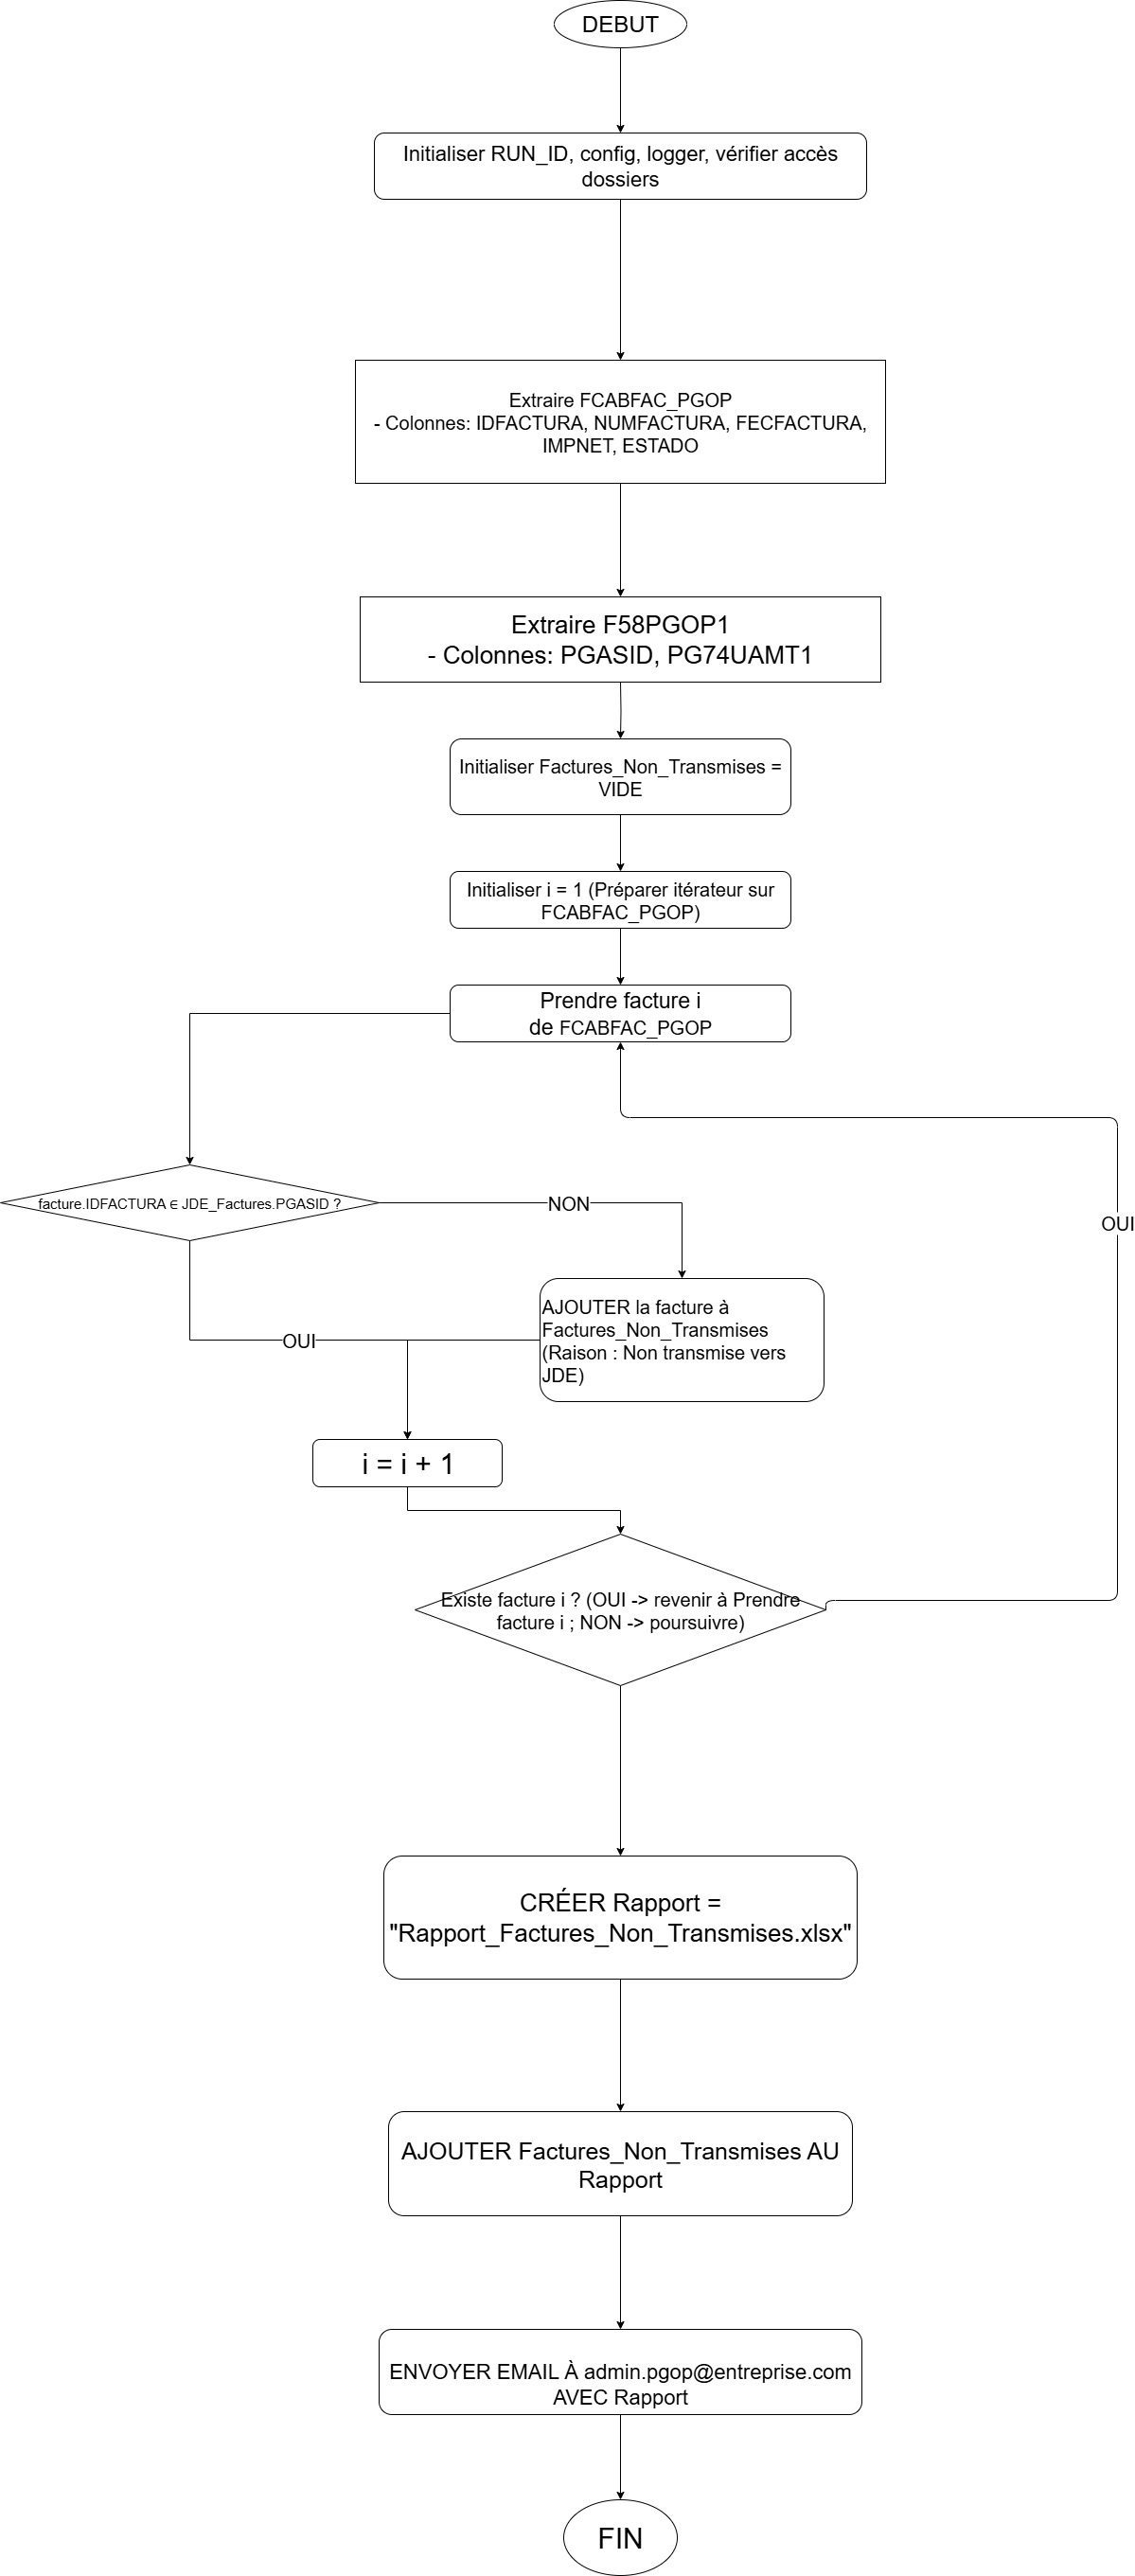 DEBUT
Initialiser RUN_ID, config, logger, vérifier accès
dossiers
Extraire FCABFAC_PGOP
- Colonnes: IDFACTURA, NUMFACTURA, FECFACTURA,
IMPNET, ESTADO
Extraire F58PGOP1
- Colonnes: PGASID, PG74UAMT1
Initialiser Factures_Non_Transmises =
VIDE
Initialiser i = 1 (Préparer itérateur sur
FCABFAC_PGOP)
Prendre facture i
de FCABFAC_PGOP
facture.IDFACTURA ∈ JDE_Factures.PGASID ?
NON
OUI
AJOUTER la facture à
Factures_Non_Transmises
(Raison : Non transmise vers
JDE)
OUI
i = i + 1
Existe facture i ? (OUI -> revenir à Prendre
facture i ; NON -> poursuivre)
CRÉER Rapport =
"Rapport_Factures_Non_Transmises.xlsx"
AJOUTER Factures_Non_Transmises AU
Rapport
ENVOYER EMAIL À admin.pgop@entreprise.com
AVEC Rapport
FIN